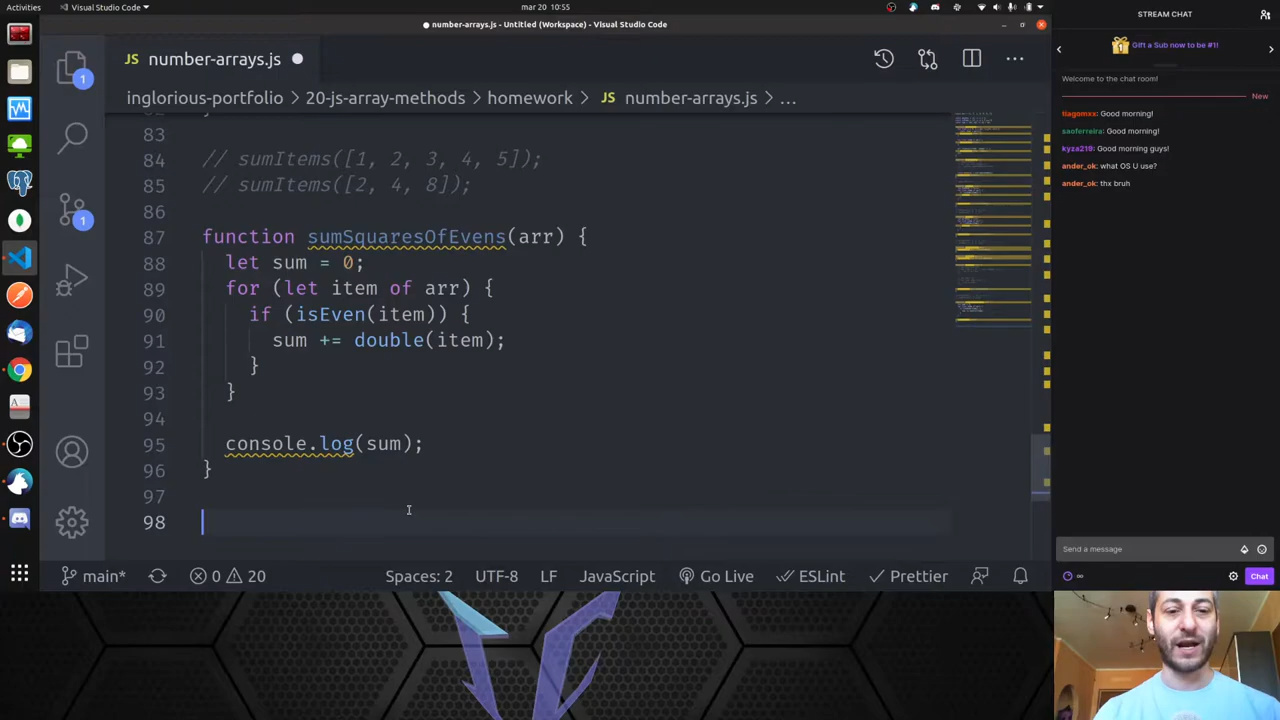 Activities
Visual Studio Code
mar 20 10:55
● number-arrays.js - Untitled (Workspace) - Visual Studio Code
JS number-arrays.js
inglorious-portfolio > 20-js-array-methods > homework > JS number-arrays.js > ...
83
84 // sumItems([1, 2, 3, 4, 5]);
85 // sumItems([2, 4, 8]);
86
87 function sumSquaresOfEvens(arr) {
88 let sum = 0;
89 for (let item of arr) {
90 if (isEven(item)) {
91 sum += double(item);
92 }
93 }
94
95 console.log(sum);
96 }
97
98
1
1
main*
0
20
Spaces: 2
UTF-8
LF
JavaScript
Go Live
ESLint
Prettier
STREAM CHAT
1
Gift a Sub now to be #1!
Welcome to the chat room!
New
tiagomxx: Good morning!
saoferreira: Good morning!
kyza219: Good morning guys!
ander_ok: what OS U use?
ander_ok: thx bruh
Send a message
∞
Chat